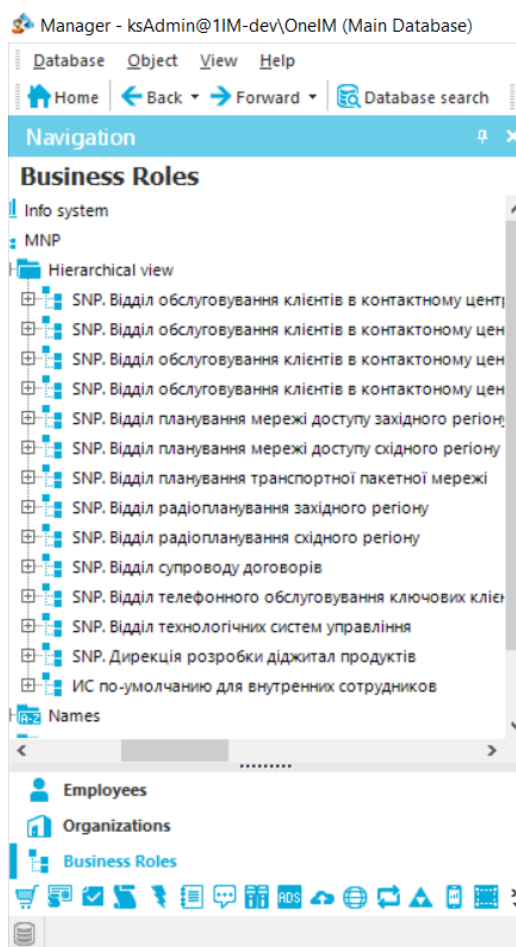 Manager - ksAdmin@1IM-dev\OneIM (Main Database)
Database Object View Help
Home Back Forward Database search
Navigation
Business Roles
Info system
MNP
Hierarchical view
SNP. Відділ обслуговування клієнтів в контактному
SNP. Відділ обслуговування клієнтів в контактоному цен
SNP. Відділ обслуговування клієнтів в контактоному цен
SNP. Відділ обслуговування клієнтів в контактоному цен
SNP. Відділ планування мережі доступу західного регіону
SNP. Відділ планування мережі доступу східного регіону
SNP. Відділ планування транспортної пакетної мережі
SNP. Відділ радіопланування західного регіону
SNP. Відділ радіопланування східного регіону
SNP. Відділ супроводу договорів
SNP. Відділ телефонного обслуговування ключових
SNP. Відділ технологічних систем управління
SNP. Дирекція розробки діджитал продуктів
ИС по-умолчанию для внутренних сотрудников
A-Z Names
Employees
Organizations
Business Roles
ADS